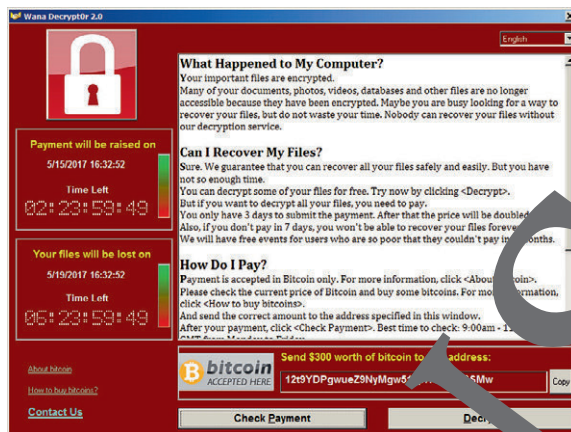 Wana Decrypt0r 2.0
English
What Happened to My Computer?
Your important files are encrypted.
Many of your documents, photos, videos, databases and other files are no longer
accessible because they have been encrypted. Maybe you are busy looking for a way to
recover your files, but do not waste your time. Nobody can recover your files without
our decryption service.
Can I Recover My Files?
Sure. We guarantee that you can recover all your files safely and easily. But you have
not so enough time.
You can decrypt some of your files for free. Try now by clicking <Decrypt>.
But if you want to decrypt all your files, you need to pay.
You only have 3 days to submit the payment. After that the price will be doubled
Also, if you don't pay in 7 days, you won't be able to recover your files forever
We will have free events for users who are so poor that they couldn't pay in months.
How Do I Pay?
Payment is accepted in Bitcoin only. For more information, click <About
Please check the current price of Bitcoin and buy some bitcoins. For more information,
click <How to buy bitcoins>.
And send the correct amount to the address specified in this window.
After your payment, click <Check Payment>. Best time to check: 9:00am -
GMT from Monday to Friday.
Payment will be raised on
5/15/2017 16:32:52
Time Left
02:23:59:49
Your files will be lost on
5/19/2017 16:32:52
Time Left
06:23:59:49
About bitcoin
How to buy bitcoins?
Contact Us
bitcoin
ACCEPTED HERE
Send $300 worth of bitcoin to address:
Copy
Check Payment